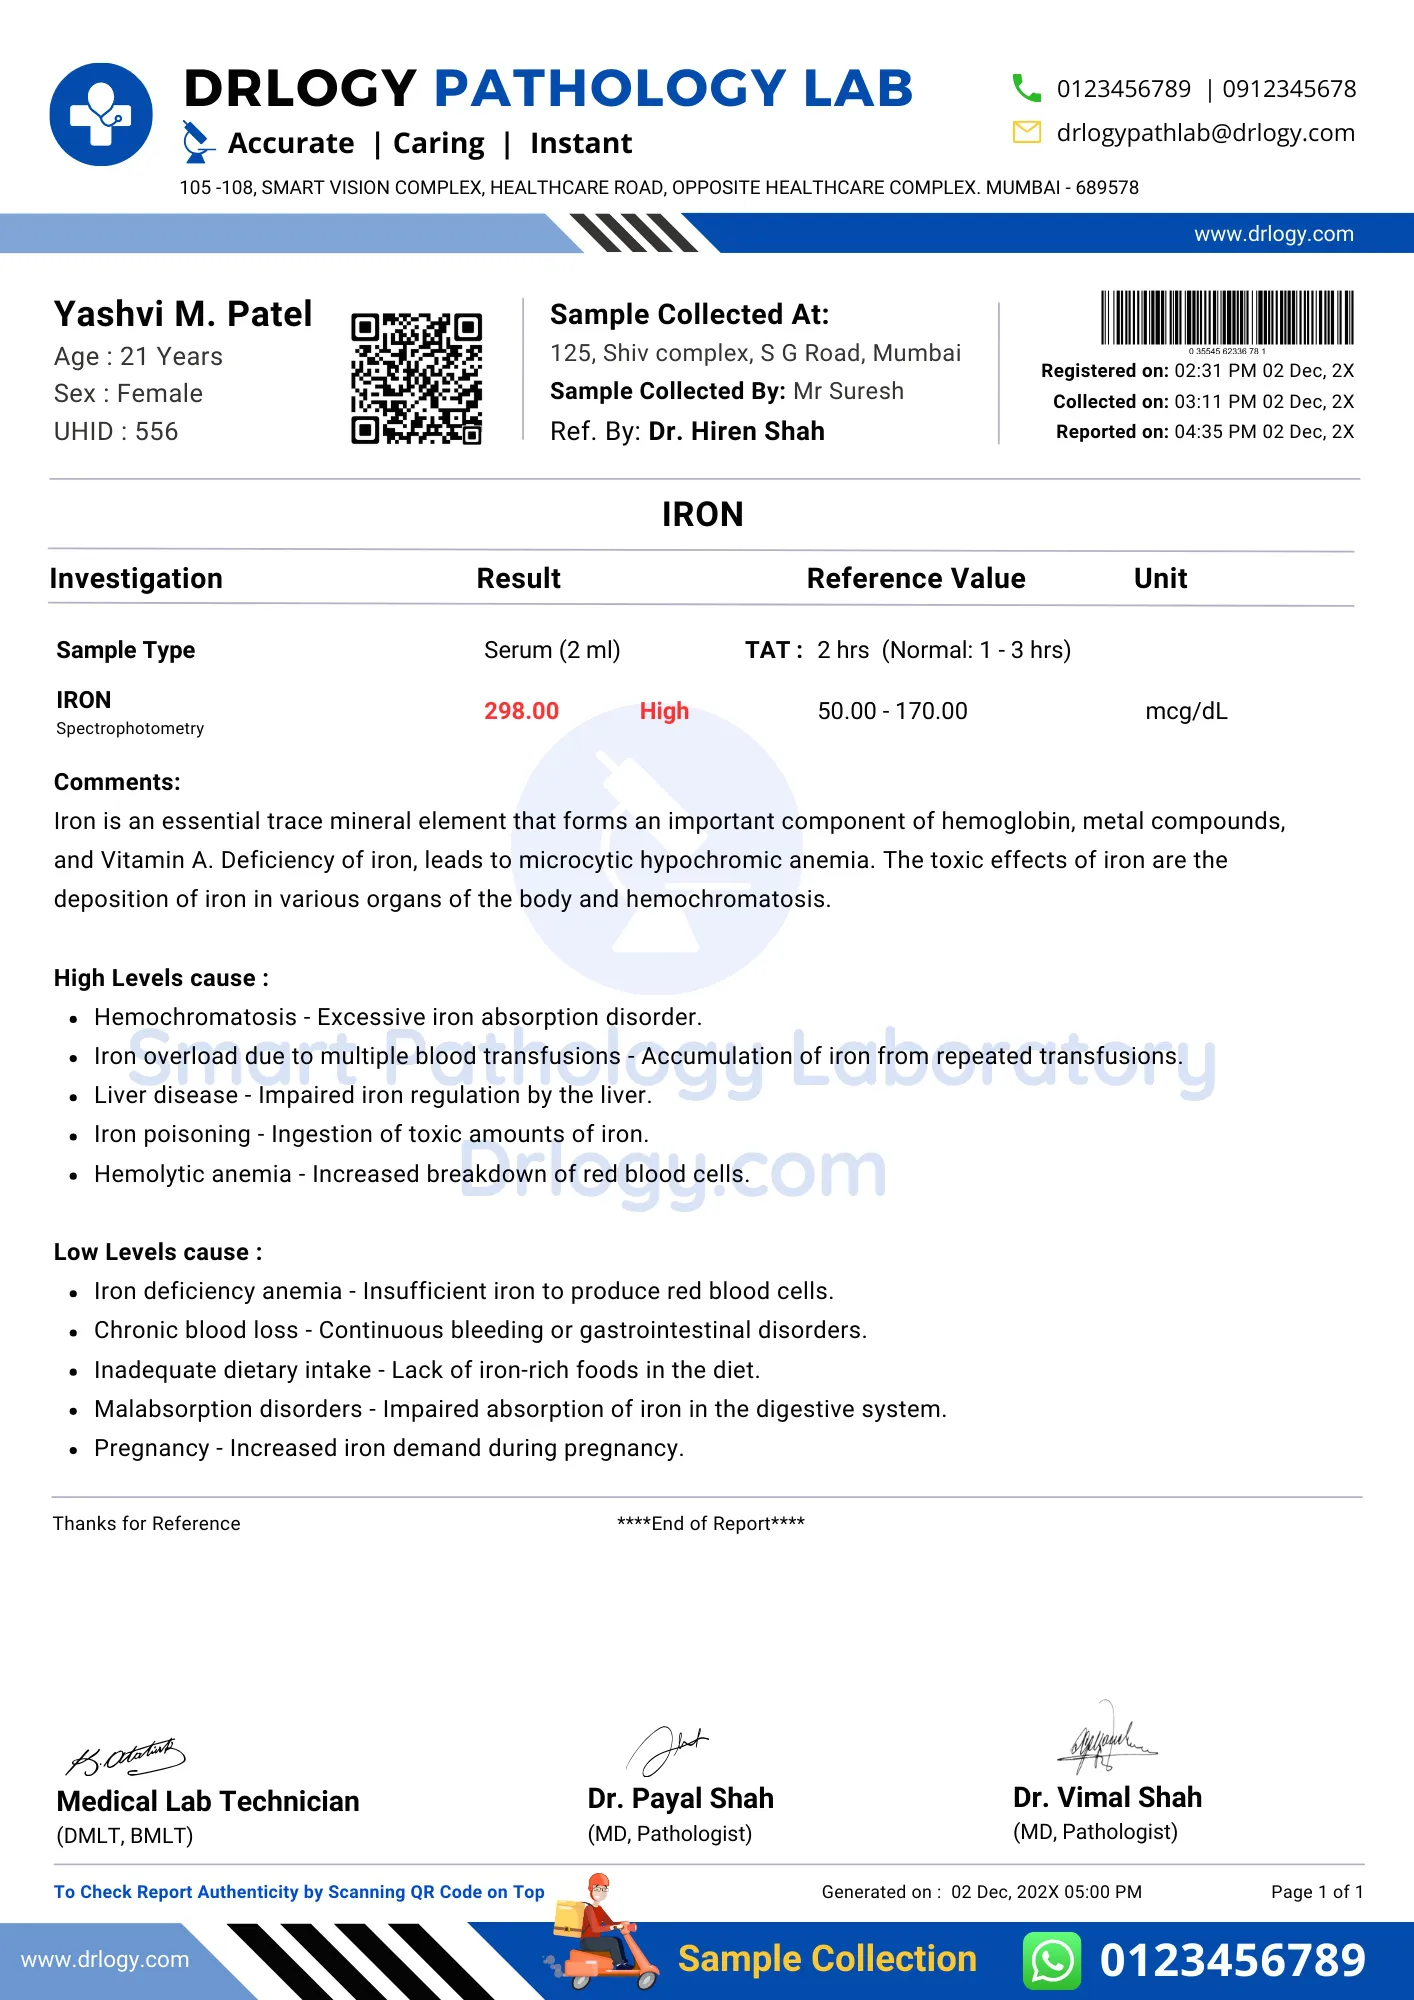 DRLOGY PATHOLOGY LAB
Accurate | Caring | Instant
0123456789 | 0912345678
drlogypathlab@drlogy.com
105 -108, SMART VISION COMPLEX, HEALTHCARE ROAD, OPPOSITE HEALTHCARE COMPLEX. MUMBAI - 689578
www.drlogy.com
Yashvi M. Patel
Age : 21 Years
Sex : Female
UHID : 556
Sample Collected At:
125, Shiv complex, S G Road, Mumbai
Sample Collected By: Mr Suresh
Ref. By: Dr. Hiren Shah
0 35545 62336 78 1
Registered on: 02:31 PM 02 Dec, 2X
Collected on: 03:11 PM 02 Dec, 2X
Reported on: 04:35 PM 02 Dec, 2X
IRON
Investigation Result Reference Value Unit
Sample Type Serum (2 ml) TAT : 2 hrs (Normal: 1 - 3 hrs)
IRON 298.00 High 50.00 - 170.00 mcg/dL
Spectrophotometry
Comments:
Iron is an essential trace mineral element that forms an important component of hemoglobin, metal compounds,
and Vitamin A. Deficiency of iron, leads to microcytic hypochromic anemia. The toxic effects of iron are the
deposition of iron in various organs of the body and hemochromatosis.
High Levels cause :
• Hemochromatosis - Excessive iron absorption disorder.
• Iron overload due to multiple blood transfusions - Accumulation of iron from repeated transfusions.
• Liver disease - Impaired iron regulation by the liver.
• Iron poisoning - Ingestion of toxic amounts of iron.
• Hemolytic anemia - Increased breakdown of red blood cells.
Smart Pathology Laboratory
Drlogy.com
Low Levels cause :
• Iron deficiency anemia - Insufficient iron to produce red blood cells.
• Chronic blood loss - Continuous bleeding or gastrointestinal disorders.
• Inadequate dietary intake - Lack of iron-rich foods in the diet.
• Malabsorption disorders - Impaired absorption of iron in the digestive system.
• Pregnancy - Increased iron demand during pregnancy.
Thanks for Reference ****End of Report****
Medical Lab Technician
(DMLT, BMLT)
Dr. Payal Shah
(MD, Pathologist)
Dr. Vimal Shah
(MD, Pathologist)
To Check Report Authenticity by Scanning QR Code on Top
Generated on : 02 Dec, 202X 05:00 PM
Page 1 of 1
www.drlogy.com
Sample Collection
0123456789